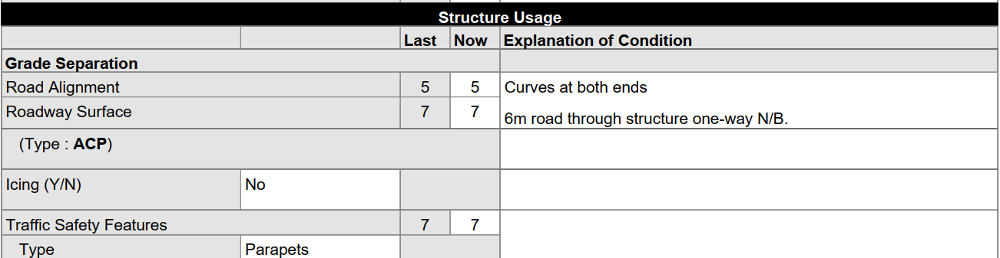 Structure Usage
Last Now Explanation of Condition
Grade Separation
Road Alignment 5 5 Curves at both ends
Roadway Surface 7 7
6m road through structure one-way N/B.
(Type : ACP)
Icing (Y/N) No
Traffic Safety Features 7 7
Type Parapets